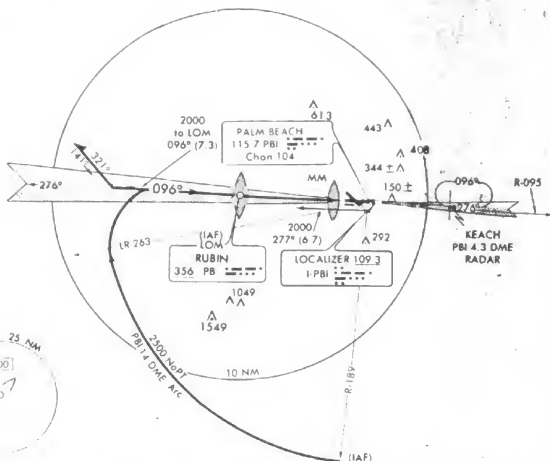 613
443
408
344 ±
150 ±
2000
to LOM
096° (7.3)
PALM BEACH
115.7 PBI
Chan 104
321°
141°
276°
096°
MM
096°
276°
R-095
KEACH
PBI 4.3 DME
RADAR
2000
277° (6.7)
292
(IAF)
LOM
RUBIN
356 PB
LOCALIZER 109.3
I-PBI
LR 263
1049
1549
2500 NoPT
PBI 14 DME Arc
R-189
25 NM
10 NM
(IAF)